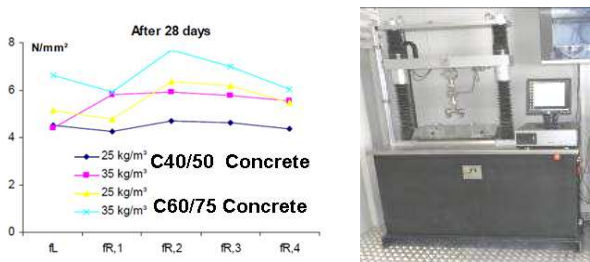 After 28 days
N/mm²
8
6
4
2
0
25 kg/m³
35 kg/m³
C40/50 Concrete
25 kg/m³
35 kg/m³
C60/75 Concrete
fL
fR,1
fR,2
fR,3
fR,4